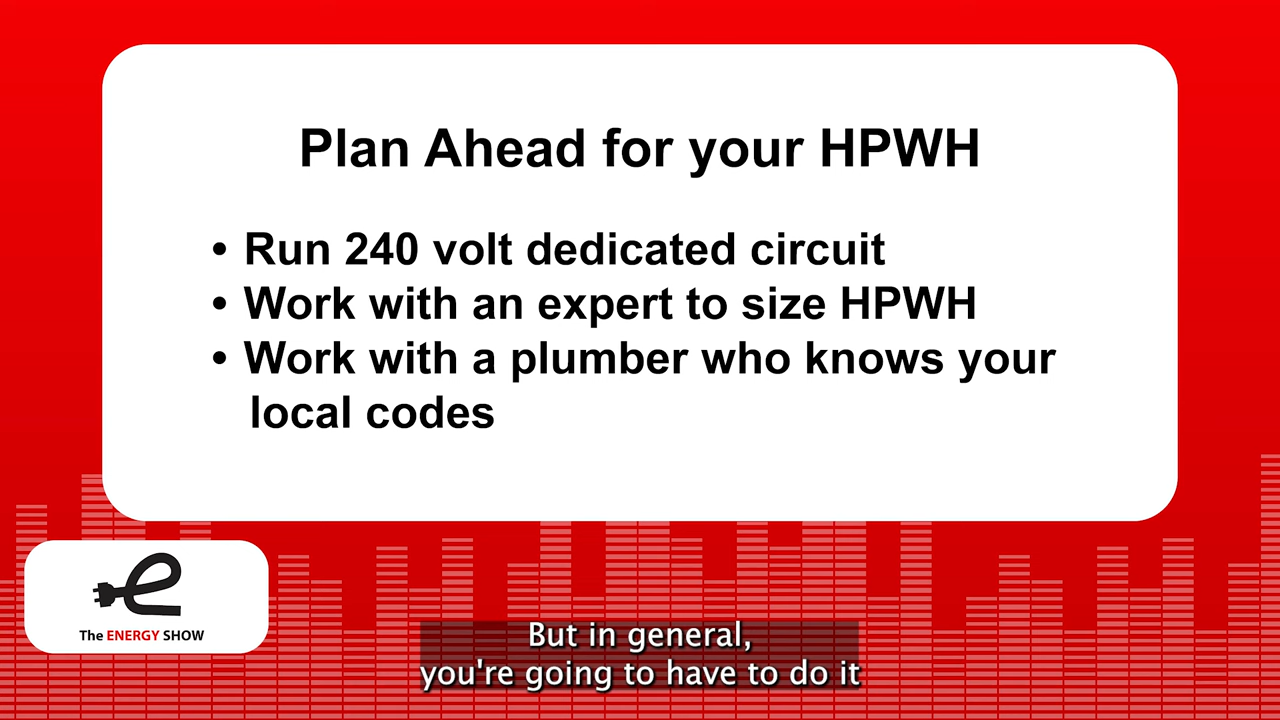 Plan Ahead for your HPWH
• Run 240 volt dedicated circuit
• Work with an expert to size HPWH
• Work with a plumber who knows your
local codes
The ENERGY SHOW
But in general,
you're going to have to do it